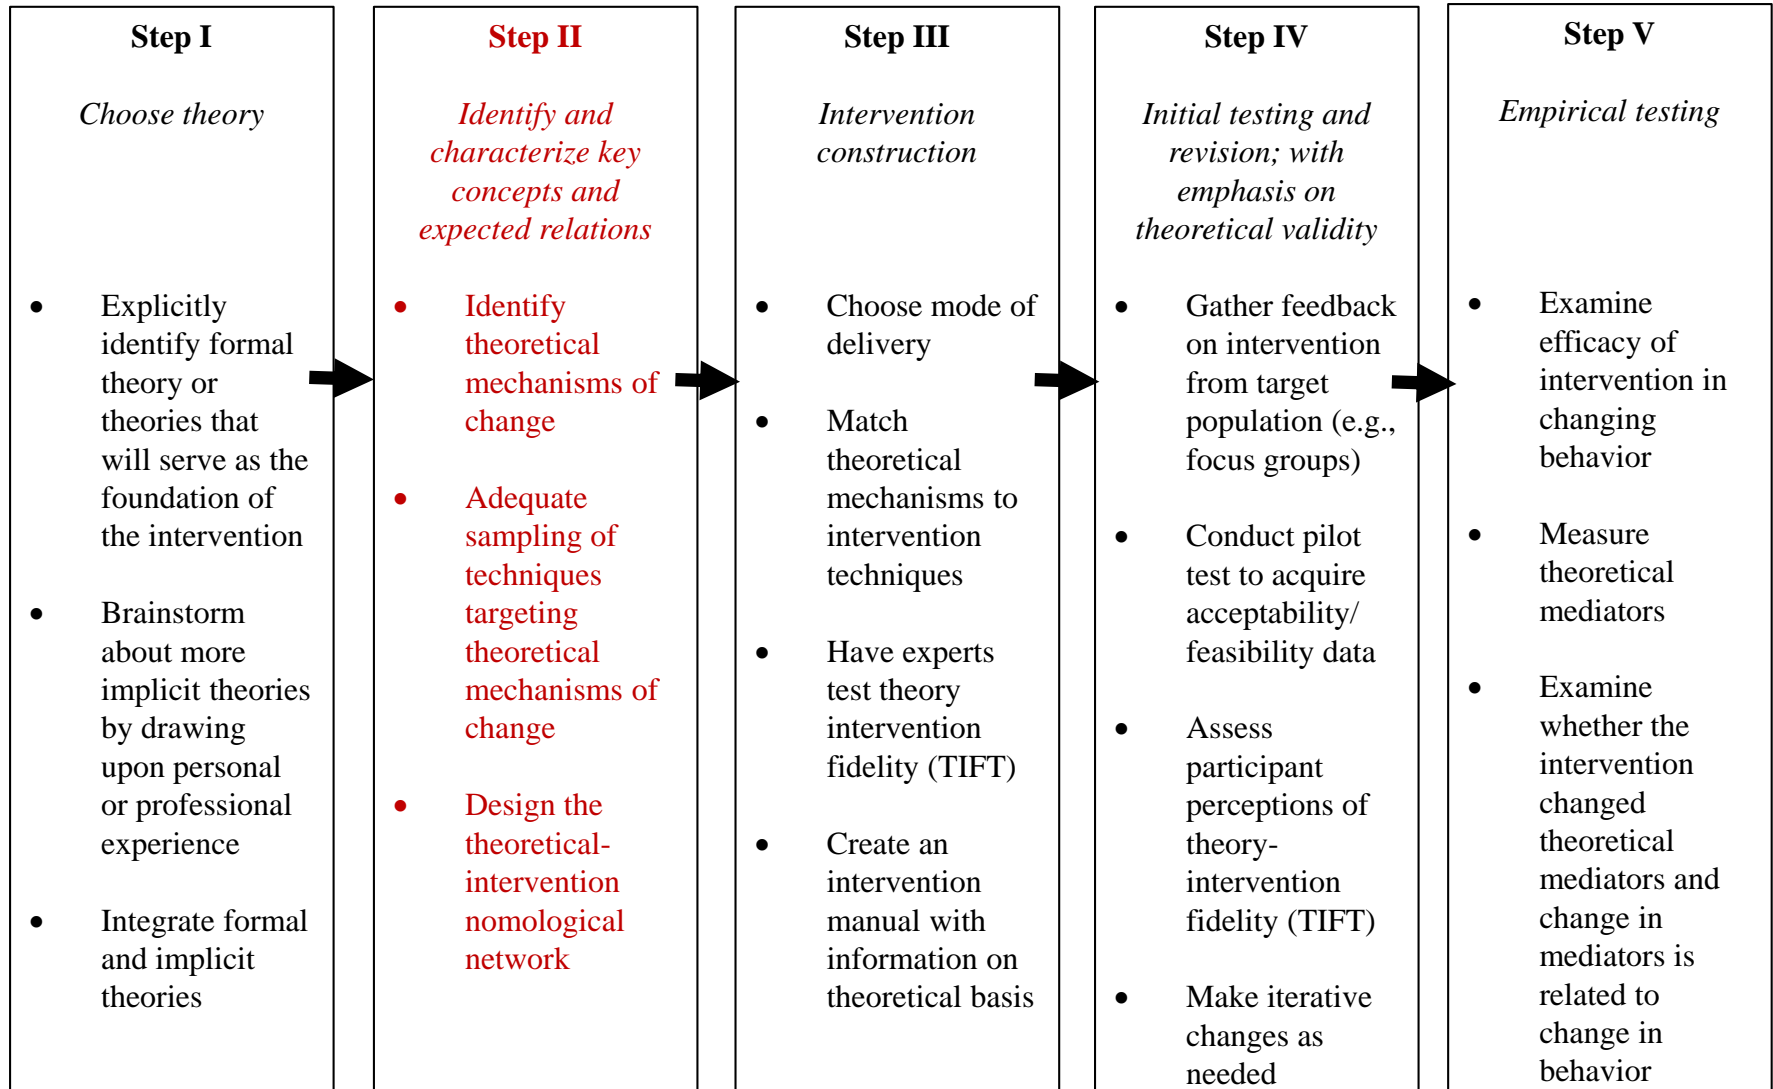 Step I
Choose theory
• Explicitly
identify formal
theory or
theories that
will serve as the
foundation of
the intervention
• Brainstorm
about more
implicit theories
by drawing
upon personal
or professional
experience
• Integrate formal
and implicit
theories
Step II
Identify and
characterize key
concepts and
expected relations
• Identify
theoretical
mechanisms of
change
• Adequate
sampling of
techniques
targeting
theoretical
mechanisms of
change
• Design the
theoretical-
intervention
nomological
network
Step III
Intervention
construction
• Choose mode of
delivery
• Match
theoretical
mechanisms to
intervention
techniques
• Have experts
test theory
intervention
fidelity (TIFT)
• Create an
intervention
manual with
information on
theoretical basis
Step IV
Initial testing and
revision; with
emphasis on
theoretical validity
• Gather feedback
on intervention
from target
population (e.g.,
focus groups)
• Conduct pilot
test to acquire
acceptability/
feasibility data
• Assess
participant
perceptions of
theory-
intervention
fidelity (TIFT)
• Make iterative
changes as
needed
Step V
Empirical testing
• Examine
efficacy of
intervention in
changing
behavior
• Measure
theoretical
mediators
• Examine
whether the
intervention
changed
theoretical
mediators and
change in
mediators is
related to
change in
behavior